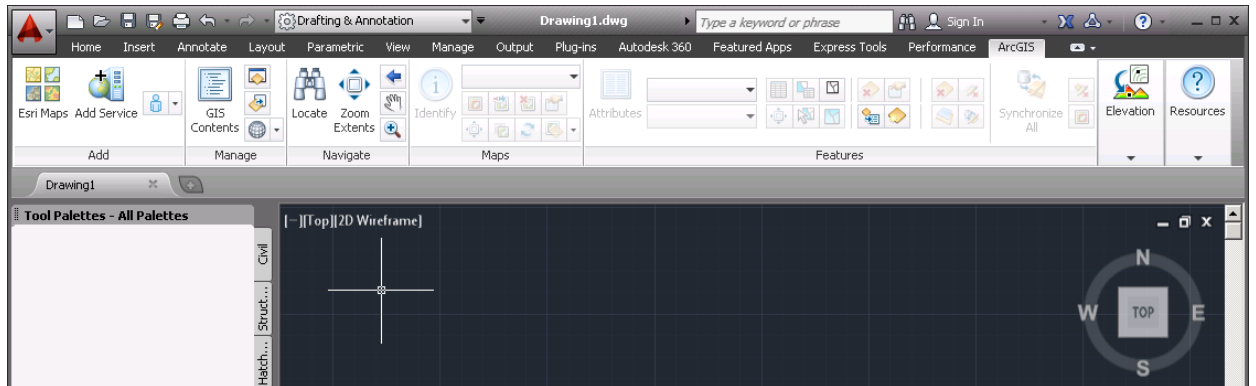 Drafting & Annotation Drawing1.dwg Type a keyword or phrase Sign In
Home Insert Annotate Layout Parametric View Manage Output Plug-ins Autodesk 360 Featured Apps Express Tools Performance ArcGIS
Esri Maps Add Service GIS Contents Locate Zoom Extents Identify Attributes Synchronize All Elevation Resources
Add Manage Navigate Maps Features
Drawing1
Tool Palettes - All Palettes
[−][Top][2D Wireframe]
Civil
Struct...
Hatch...
N
W TOP E
S